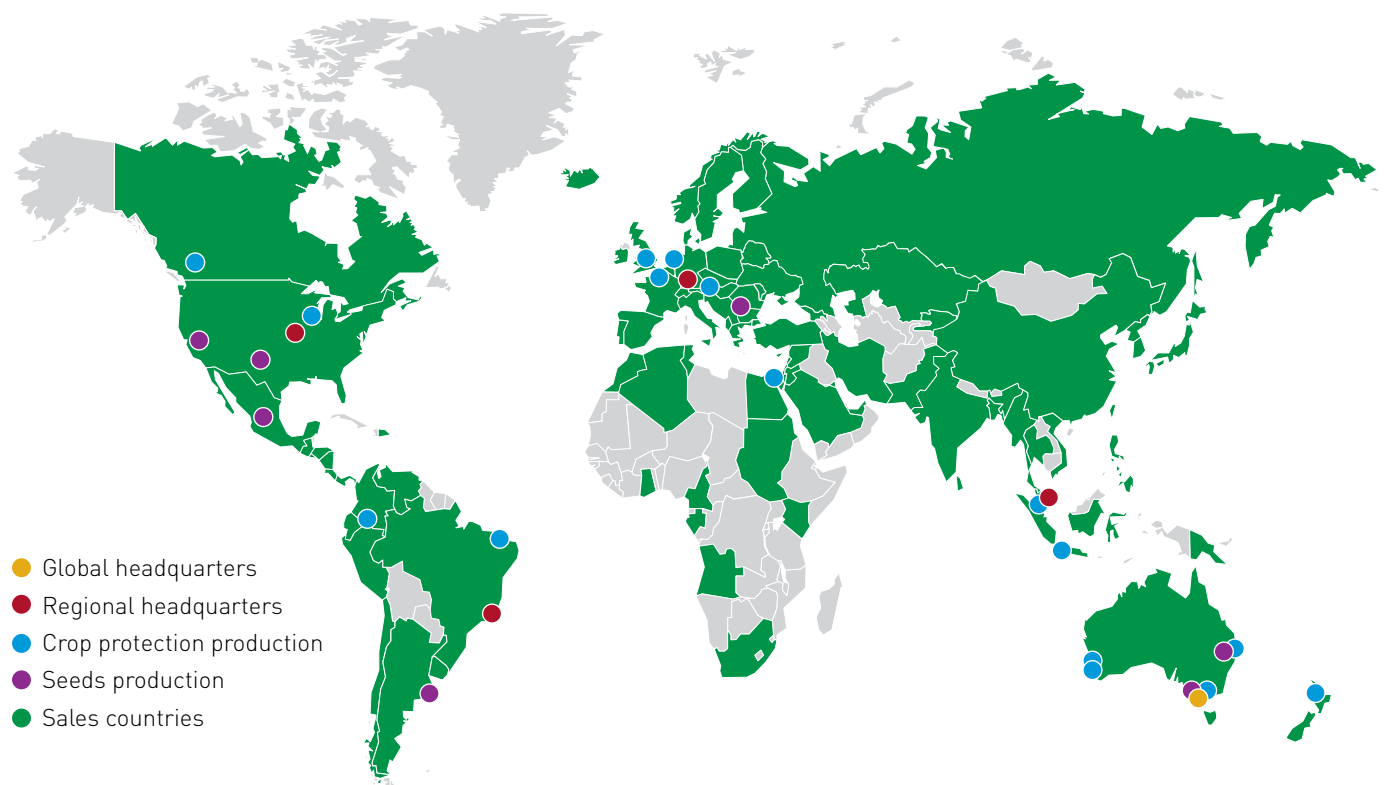 Global headquarters
Regional headquarters
Crop protection production
Seeds production
Sales countries